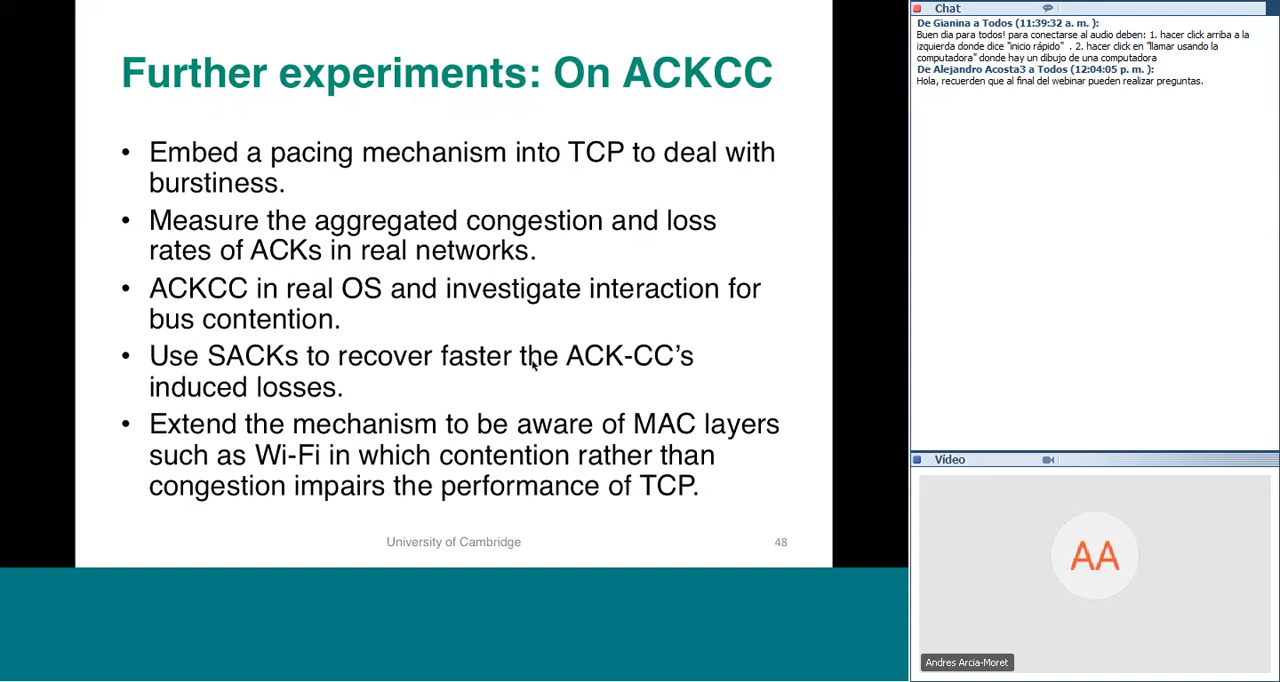 Further experiments: On ACKCC
• Embed a pacing mechanism into TCP to deal with
burstiness.
• Measure the aggregated congestion and loss
rates of ACKs in real networks.
• ACKCC in real OS and investigate interaction for
bus contention.
• Use SACKs to recover faster the ACK-CC’s
induced losses.
• Extend the mechanism to be aware of MAC layers
such as Wi-Fi in which contention rather than
congestion impairs the performance of TCP.
University of Cambridge
48
Chat
De Gianina a Todos (11:39:32 a. m. ):
Buen dia para todos! para conectarse al audio deben: 1. hacer click arriba a la
izquierda donde dice "inicio rápido" . 2. hacer click en "llamar usando la
computadora" donde hay un dibujo de una computadora
De Alejandro Acosta3 a Todos (12:04:05 p. m. ):
Hola, recuerden que al final del webinar pueden realizar preguntas.
Vídeo
AA
Andres Arcia-Moret